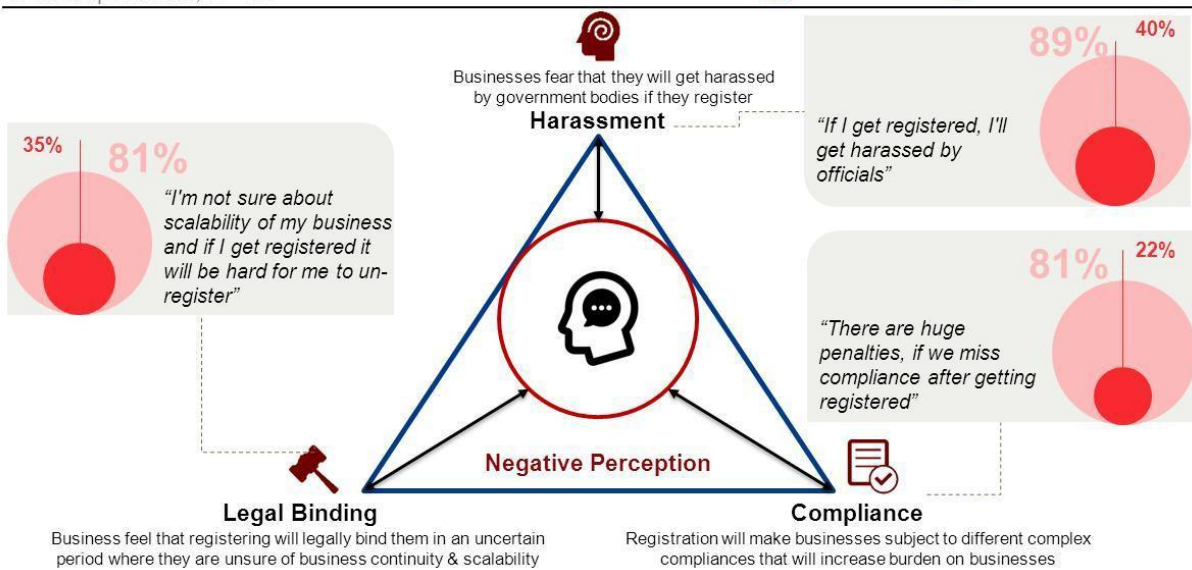 Businesses fear that they will get harassed
by government bodies if they register
Harassment
89%
40%
“If I get registered, I'll
get harassed by
officials”
35%
81%
“I'm not sure about
scalability of my business
and if I get registered it
will be hard for me to un-
register”
81%
22%
“There are huge
penalties, if we miss
compliance after getting
registered”
Negative Perception
Legal Binding
Business feel that registering will legally bind them in an uncertain
period where they are unsure of business continuity & scalability
Compliance
Registration will make businesses subject to different complex
compliances that will increase burden on businesses